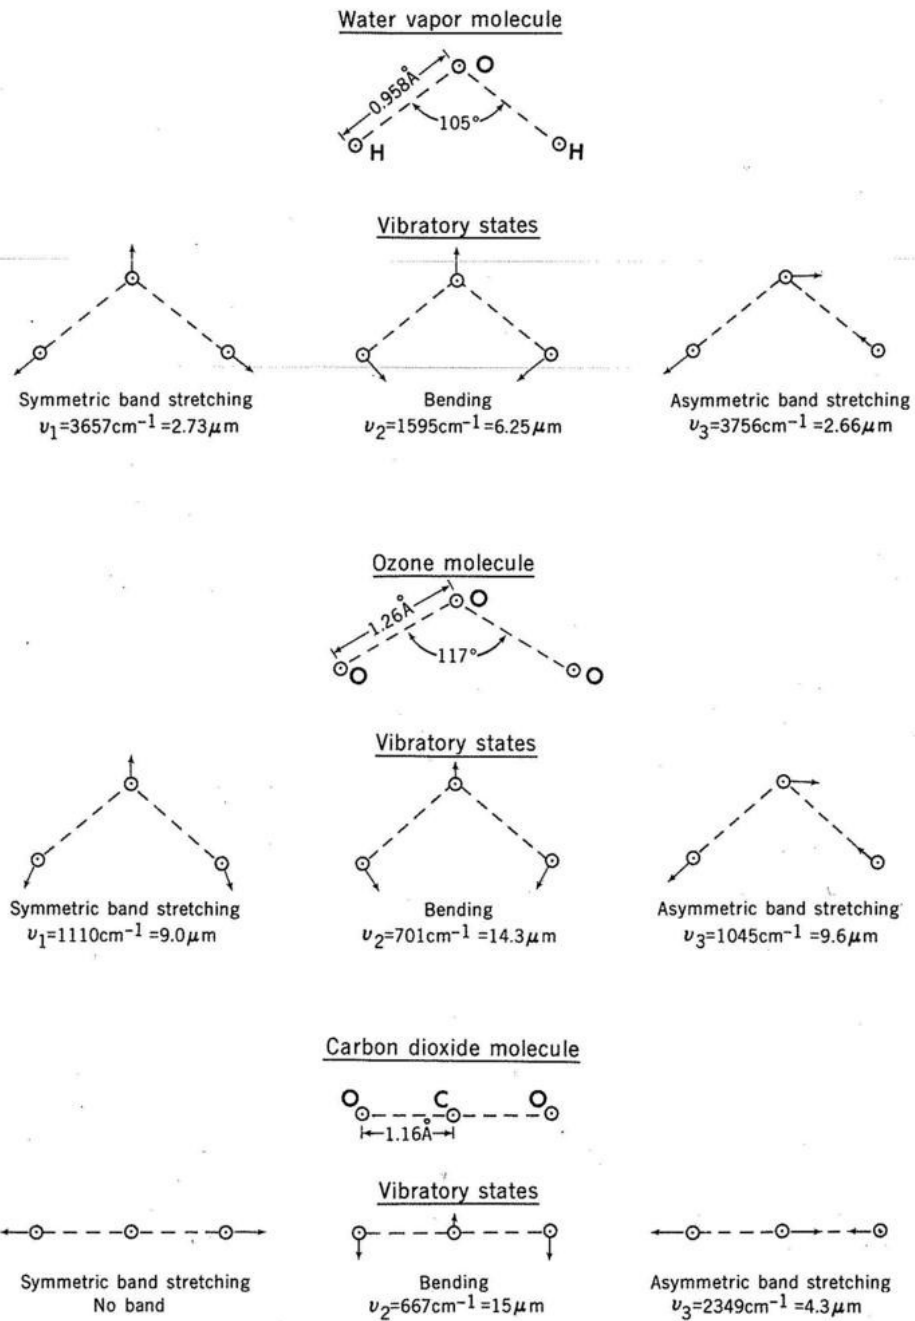 Water vapor molecule
O
0.958Å
105°
H
H
Vibratory states
Symmetric band stretching
ν1=3657cm⁻¹ =2.73μm
Bending
ν2=1595cm⁻¹=6.25μm
Asymmetric band stretching
ν3=3756cm⁻¹ =2.66μm
Ozone molecule
O
1.26Å
117°
O
O
Vibratory states
Symmetric band stretching
ν1=1110cm⁻¹ =9.0μm
Bending
ν2=701cm⁻¹ =14.3μm
Asymmetric band stretching
ν3=1045cm⁻¹ =9.6μm
Carbon dioxide molecule
O C O
1.16Å
Vibratory states
Symmetric band stretching
No band
Bending
ν2=667cm⁻¹ =15μm
Asymmetric band stretching
ν3=2349cm⁻¹ =4.3μm